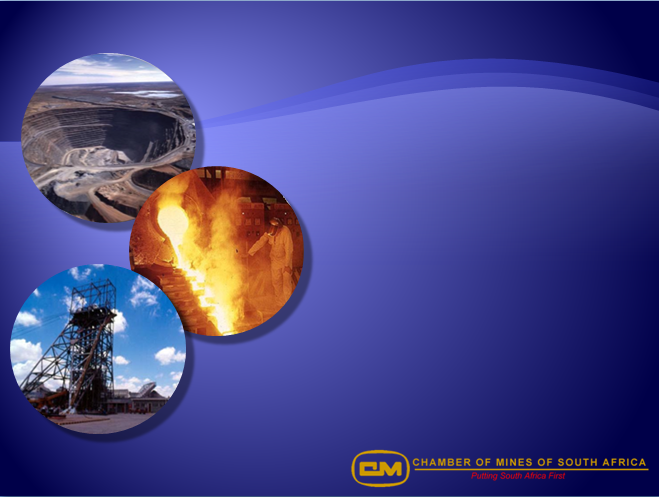 CM
CHAMBER OF MINES OF SOUTH AFRICA
Putting South Africa First